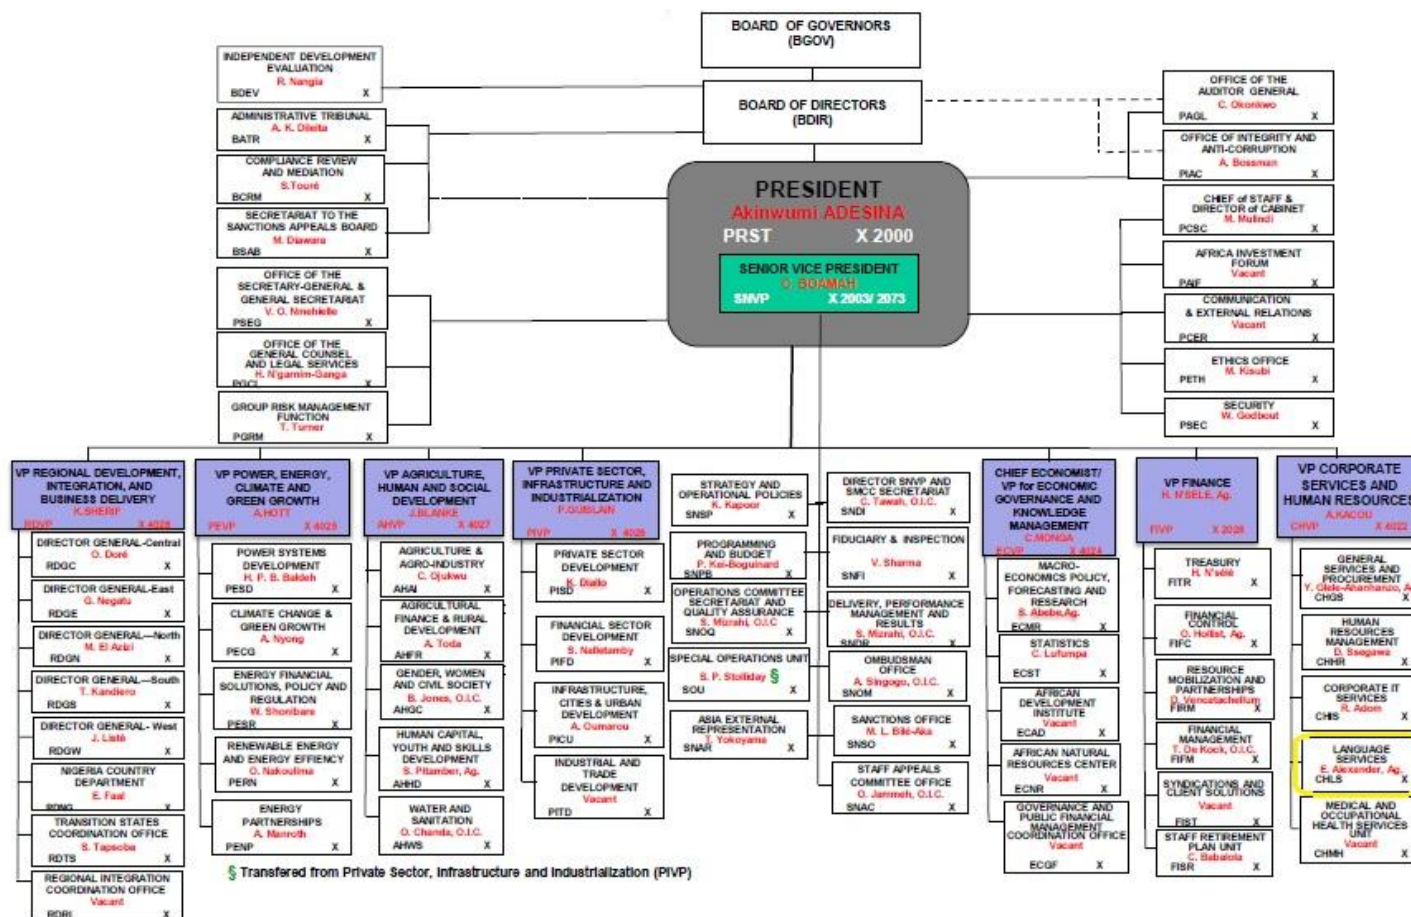 BOARD OF GOVERNORS
(BGOV)
BOARD OF DIRECTORS
(BDIR)
INDEPENDENT DEVELOPMENT
EVALUATION
R. Nangia
BDEV X
ADMINISTRATIVE TRIBUNAL
A. K. Dileita
BATR X
COMPLIANCE REVIEW
AND MEDIATION
S.Touré
BCRM X
SECRETARIAT TO THE
SANCTIONS APPEALS BOARD
M. Diawara
BSAB X
OFFICE OF THE
SECRETARY-GENERAL &
GENERAL SECRETARIAT
V. O. Nmehielle
PSEG X
OFFICE OF THE
GENERAL COUNSEL
AND LEGAL SERVICES
H. N'garnim-Ganga
PGCL X
GROUP RISK MANAGEMENT
FUNCTION
T. Turner
PGRM X
PRESIDENT
Akinwumi ADESINA
PRST X 2000
SENIOR VICE PRESIDENT
O. BOAMAH
SNVP X 2003/ 2073
OFFICE OF THE
AUDITOR GENERAL
C. Okonkwo
PAGL X
OFFICE OF INTEGRITY AND
ANTI-CORRUPTION
A. Bossman
PIAC X
CHIEF of STAFF &
DIRECTOR of CABINET
M. Mulindi
PCSC X
AFRICA INVESTMENT
FORUM
Vacant
PAIF X
COMMUNICATION
& EXTERNAL RELATIONS
Vacant
PCER X
ETHICS OFFICE
M. Kisubi
PETH X
SECURITY
W. Godbout
PSEC X
VP REGIONAL DEVELOPMENT,
INTEGRATION, AND
BUSINESS DELIVERY
K.SHERIF
RDVP X 4028
DIRECTOR GENERAL-Central
O. Doré
RDGC X
DIRECTOR GENERAL-East
G. Negatu
RDGE X
DIRECTOR GENERAL—North
M. El Azizi
RDGN X
DIRECTOR GENERAL—South
T. Kandiero
RDGS X
DIRECTOR GENERAL- West
J. Listé
RDGW X
NIGERIA COUNTRY
DEPARTMENT
E. Faal
RDNG X
TRANSITION STATES
COORDINATION OFFICE
S. Tapsoba
RDTS X
REGIONAL INTEGRATION
COORDINATION OFFICE
Vacant
RDRI X
VP POWER, ENERGY,
CLIMATE AND
GREEN GROWTH
A.HOTT
PEVP X 4025
POWER SYSTEMS
DEVELOPMENT
H. P. B. Baldeh
PESD X
CLIMATE CHANGE &
GREEN GROWTH
A. Nyong
PECG X
ENERGY FINANCIAL
SOLUTIONS, POLICY AND
REGULATION
W. Shonibare
PESR X
RENEWABLE ENERGY
AND ENERGY EFFIENCY
O. Nakoulima
PERN X
ENERGY
PARTNERSHIPS
A. Manroth
PENP X
VP AGRICULTURE,
HUMAN AND SOCIAL
DEVELOPMENT
J.BLANKE
AHVP X 4027
AGRICULTURE &
AGRO-INDUSTRY
C. Ojukwu
AHAI X
AGRICULTURAL
FINANCE & RURAL
DEVELOPMENT
A. Toda
AHFR X
GENDER, WOMEN
AND CIVIL SOCIETY
B. Jones, O.I.C.
AHGC X
HUMAN CAPITAL,
YOUTH AND SKILLS
DEVELOPMENT
S. Pitamber, Ag.
AHHD X
WATER AND
SANITATION
O. Chanda, O.I.C.
AHWS X
VP PRIVATE SECTOR,
INFRASTRUCTURE AND
INDUSTRIALIZATION
P.GUISLAIN
PIVP X 4026
PRIVATE SECTOR
DEVELOPMENT
K. Diallo
PISD X
FINANCIAL SECTOR
DEVELOPMENT
S. Nalletamby
PIFD X
INFRASTRUCTURE,
CITIES & URBAN
DEVELOPMENT
A. Oumarou
PICU X
INDUSTRIAL AND
TRADE
DEVELOPMENT
Vacant
PITD X
STRATEGY AND
OPERATIONAL POLICIES
K. Kapoor
SNSP X
PROGRAMMING
AND BUDGET
P. Kei-Boguinard
SNPB X
OPERATIONS COMMITTEE
SECRETARIAT AND
QUALITY ASSURANCE
S. Mizrahi, O.I.C
SNOQ X
SPECIAL OPERATIONS UNIT
B. P. Stolliday §
SOU X
ASIA EXTERNAL
REPRESENTATION
T. Yokoyama
SNAR X
DIRECTOR SNVP AND
SMCC SECRETARIAT
C. Tawah, O.I.C.
SNDI X
FIDUCIARY & INSPECTION
V. Sharma
SNFI X
DELIVERY, PERFORMANCE
MANAGEMENT AND
RESULTS
S. Mizrahi, O.I.C.
SNDR X
OMBUDSMAN
OFFICE
A. Singogo, O.I.C.
SNOM X
SANCTIONS OFFICE
M. L. Bilé-Aka
SNSO X
STAFF APPEALS
COMMITTEE OFFICE
O. Jammeh, O.I.C.
SNAC X
CHIEF ECONOMIST/
VP for ECONOMIC
GOVERNANCE AND
KNOWLEDGE
MANAGEMENT
C.MONGA
ECVP X 4024
MACRO-
ECONOMICS POLICY,
FORECASTING AND
RESEARCH
S. Abebe,Ag.
ECMR X
STATISTICS
C. Lufumpa
ECST X
AFRICAN
DEVELOPMENT
INSTITUTE
Vacant
ECAD X
AFRICAN NATURAL
RESOURCES CENTER
Vacant
ECNR X
GOVERNANCE AND
PUBLIC FINANCIAL
MANAGEMENT
COORDINATION OFFICE
Vacant
ECGF X
VP FINANCE
H. N'SELE, Ag.
FIVP X 2028
TREASURY
H. N'sélé
FITR X
FINANCIAL
CONTROL
O. Hollist, Ag.
FIFC X
RESOURCE
MOBILIZATION AND
PARTNERSHIPS
D. Vencatachellum
FIRM X
FINANCIAL
MANAGEMENT
T. De Kock, O.I.C.
FIFM X
SYNDICATIONS AND
CLIENT SOLUTIONS
Vacant
FIST X
STAFF RETIREMENT
PLAN UNIT
C. Babalola
FISR X
VP CORPORATE
SERVICES AND
HUMAN RESOURCES
A.KACOU
CHVP X 4022
GENERAL
SERVICES AND
PROCUREMENT
Y. Glele-Ahanhanzo, A
CHGS X
HUMAN
RESOURCES
MANAGEMENT
D. Ssegawa
CHHR X
CORPORATE IT
SERVICES
R. Adom
CHIS X
LANGUAGE
SERVICES
E. Alexander, Ag.
CHLS X
MEDICAL AND
OCCUPATIONAL
HEALTH SERVICES
UNIT
Vacant
CHMH X
§ Transfered from Private Sector, Infrastructure and Industrialization (PIVP)